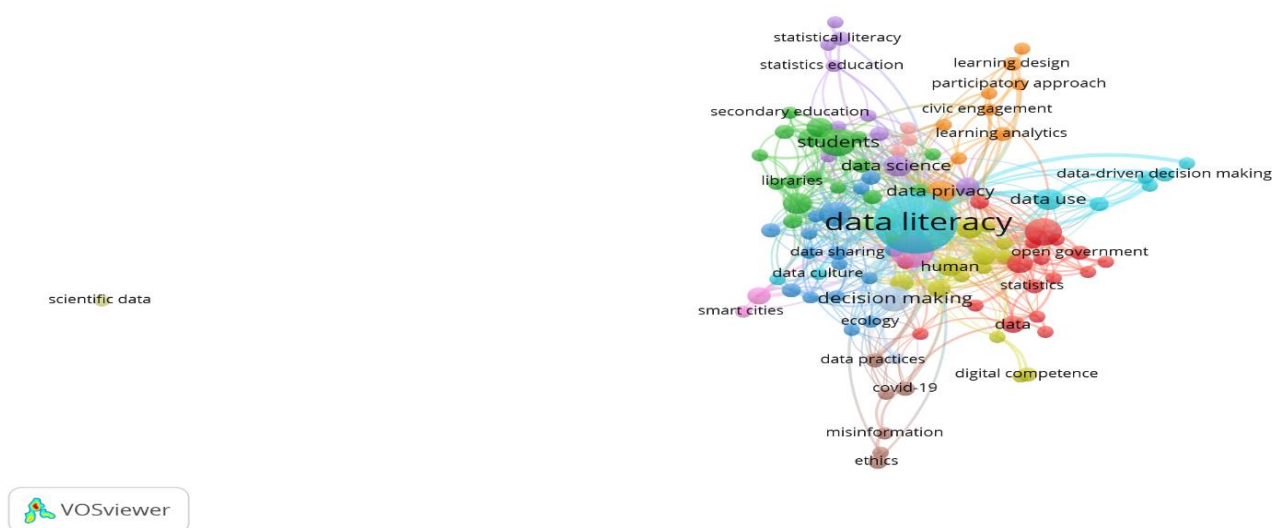 statistical literacy
statistics education
learning design
participatory approach
secondary education
civic engagement
students
learning analytics
data science
data-driven decision making
libraries
data privacy
data use
data literacy
data sharing
open government
data culture
human
statistics
scientific data
decision making
smart cities
ecology
data
data practices
digital competence
covid-19
misinformation
ethics
VOSviewer